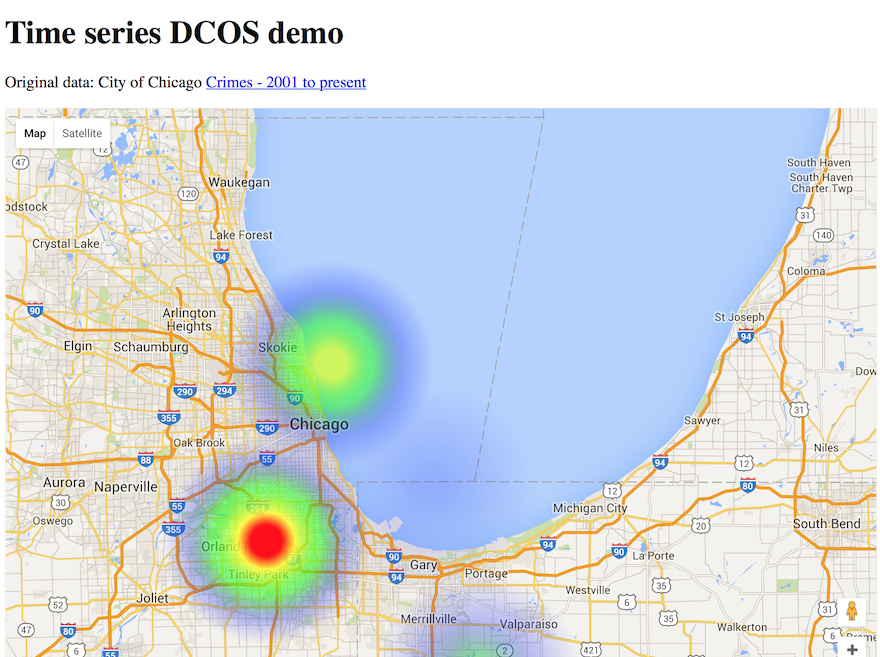 Time series DCOS demo
Original data: City of Chicago Crimes - 2001 to present
Map Satellite
12
47
South Haven
South Haven
Charter Twp
Waukegan
120
odstock
31
Lake Forest
140
Crystal Lake
94
Coloma
90
Arlington
Heights
St Joseph
94
Elgin
Schaumburg
Skokie
290
294
90
355
31
Chicago
290
Sawyer
Oak Brook
Niles
88
55
94
12
Aurora
Naperville
80
30
55
12
Michigan City
Oswego
355
20
South Bend
Orland
94
90
90
La Porte
Gary
Tinley Park
94
Portage
Westville
35
Joliet
52
6
31
Merrillville
Valparaiso
35
Walkerton
47
80
6
6
2
421
55
+